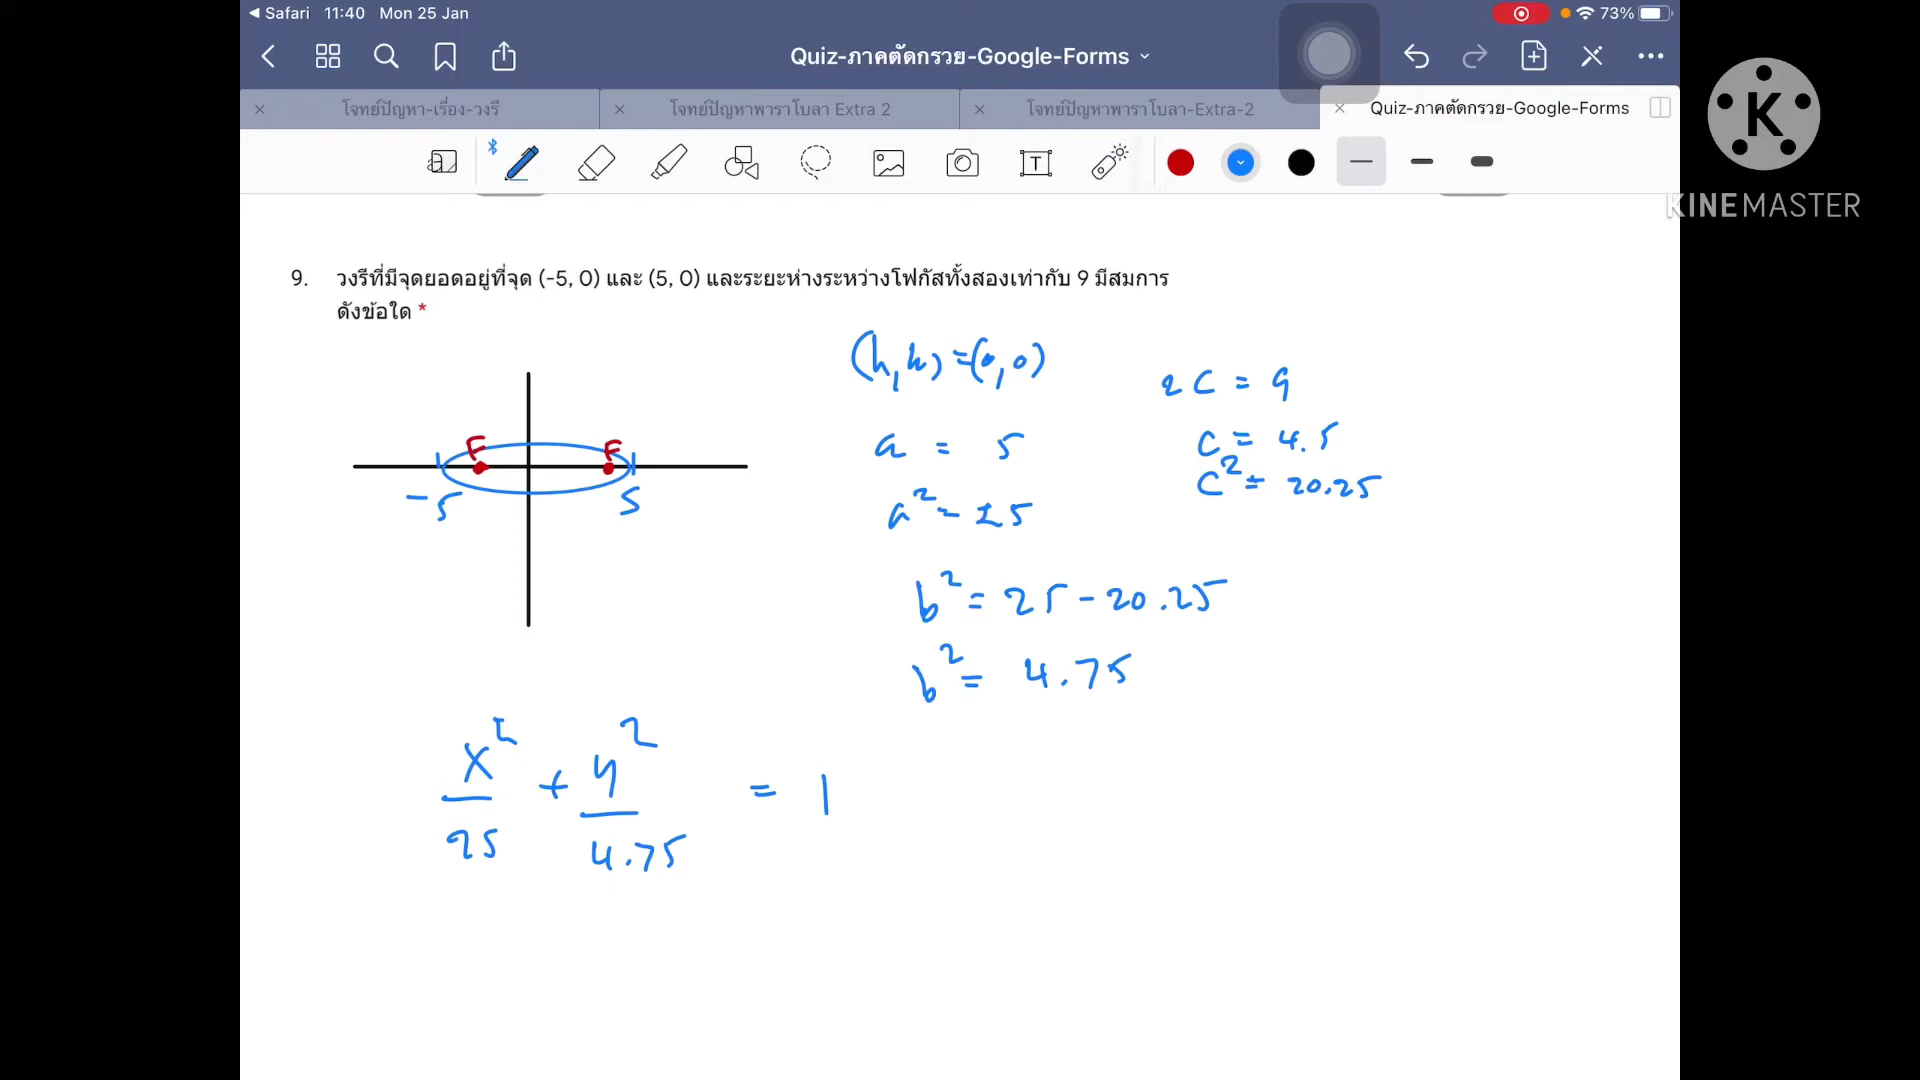 Safari 11:40 Mon 25 Jan 73%
Quiz-ภาคตัดกรวย-Google-Forms
โจทย์ปัญหา-เรื่อง-วงรี
โจทย์ปัญหาพาราโบลา Extra 2
โจทย์ปัญหาพาราโบลา-Extra-2
Quiz-ภาคตัดกรวย-Google-Forms
K
KINEMASTER
9. วงรีที่มีจุดยอดอยู่ที่จุด (-5, 0) และ (5, 0) และระยะห่างระหว่างโฟกัสทั้งสองเท่ากับ 9 มีสมการ
ดังข้อใด *
(h, k) = (0, 0)
2c = 9
a = 5
c = 4.5
c² = 20.25
a² = 25
F F
-5 5
b² = 25 - 20.25
b² = 4.75
x²/25 + y²/4.75 = 1